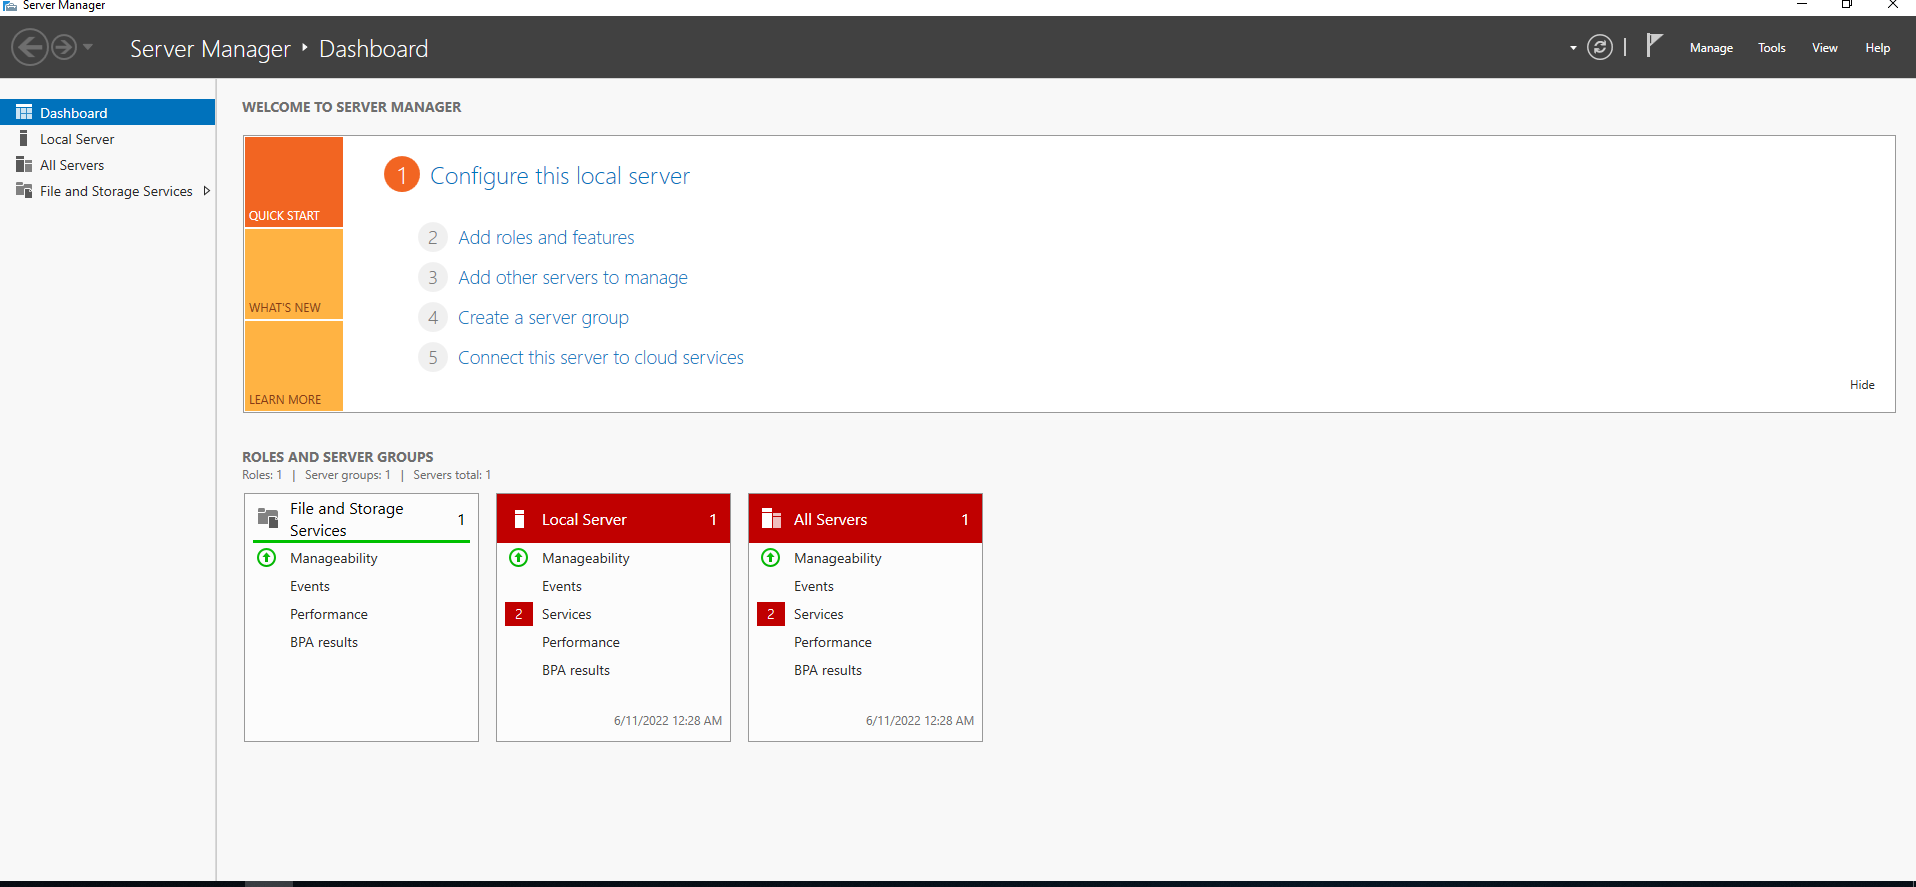 Server Manager
Server Manager ‣ Dashboard
Manage Tools View Help
Dashboard
Local Server
All Servers
File and Storage Services
WELCOME TO SERVER MANAGER
QUICK START
WHAT'S NEW
LEARN MORE
1 Configure this local server
2 Add roles and features
3 Add other servers to manage
4 Create a server group
5 Connect this server to cloud services
Hide
ROLES AND SERVER GROUPS
Roles: 1 | Server groups: 1 | Servers total: 1
File and Storage
Services 1
Manageability
Events
Performance
BPA results
Local Server 1
Manageability
Events
2 Services
Performance
BPA results
6/11/2022 12:28 AM
All Servers 1
Manageability
Events
2 Services
Performance
BPA results
6/11/2022 12:28 AM